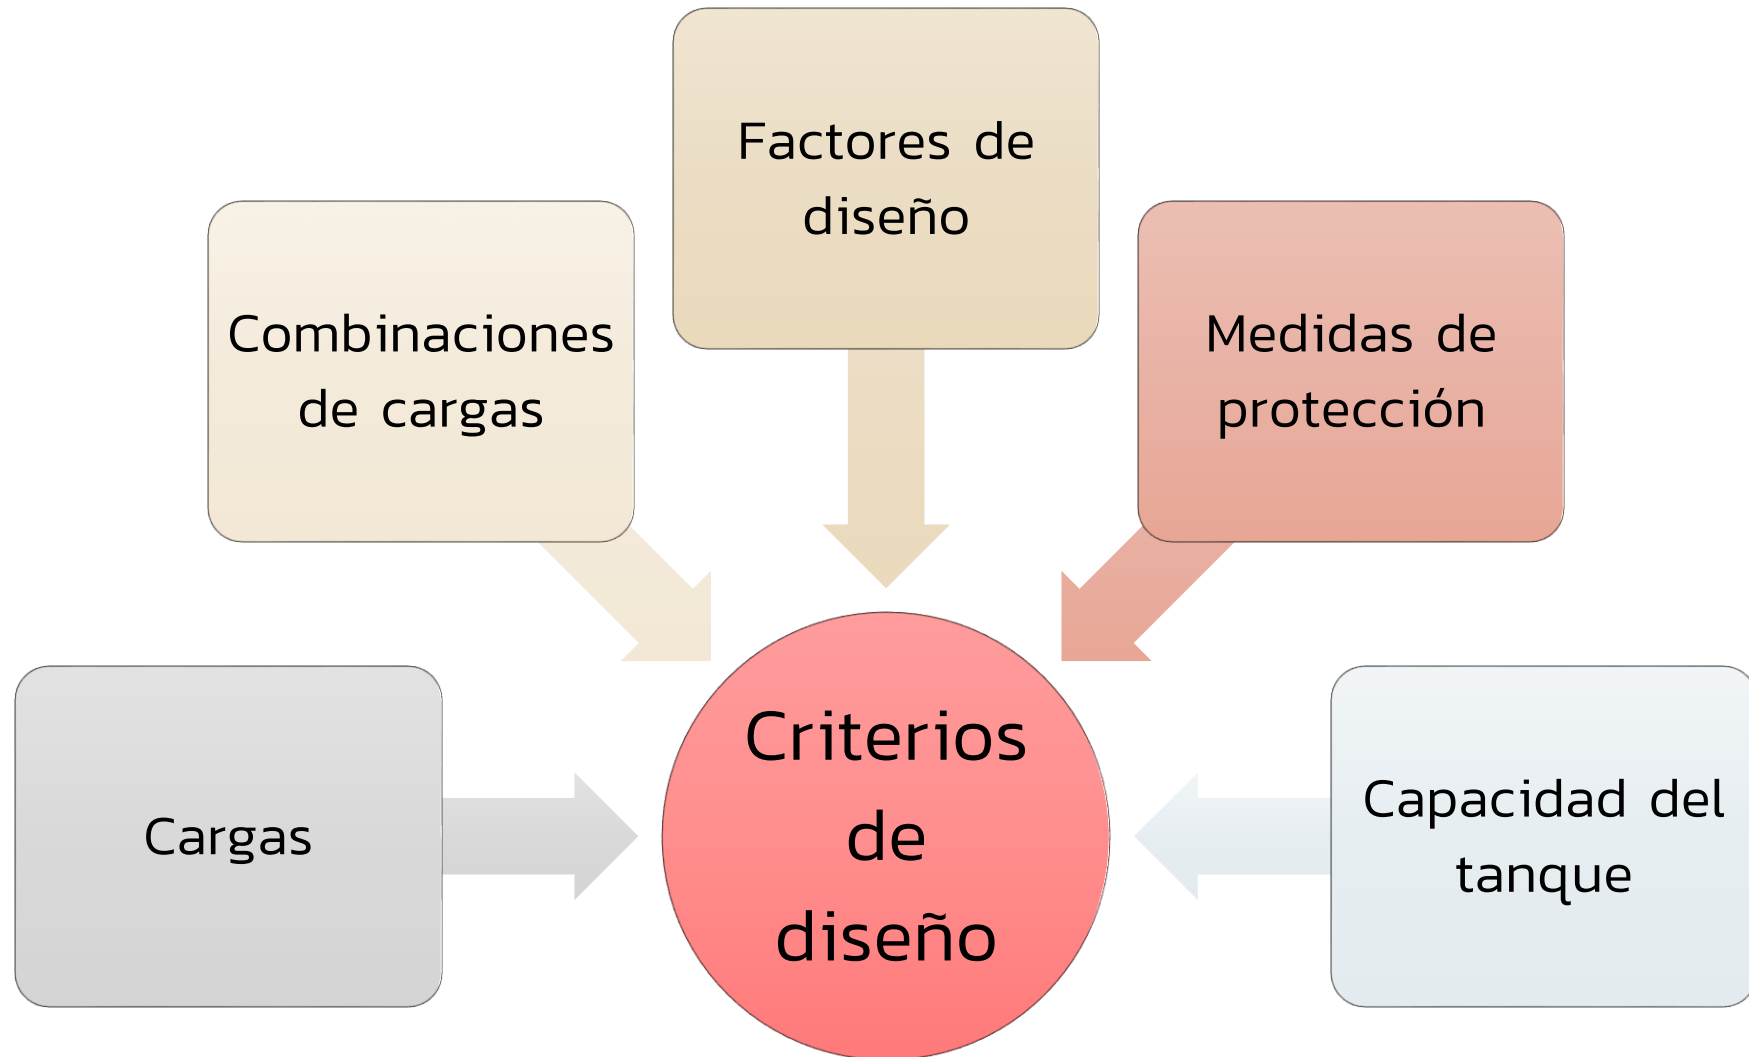 Factores de
diseño
Combinaciones
de cargas
Medidas de
protección
Cargas
Criterios
de
diseño
Capacidad del
tanque